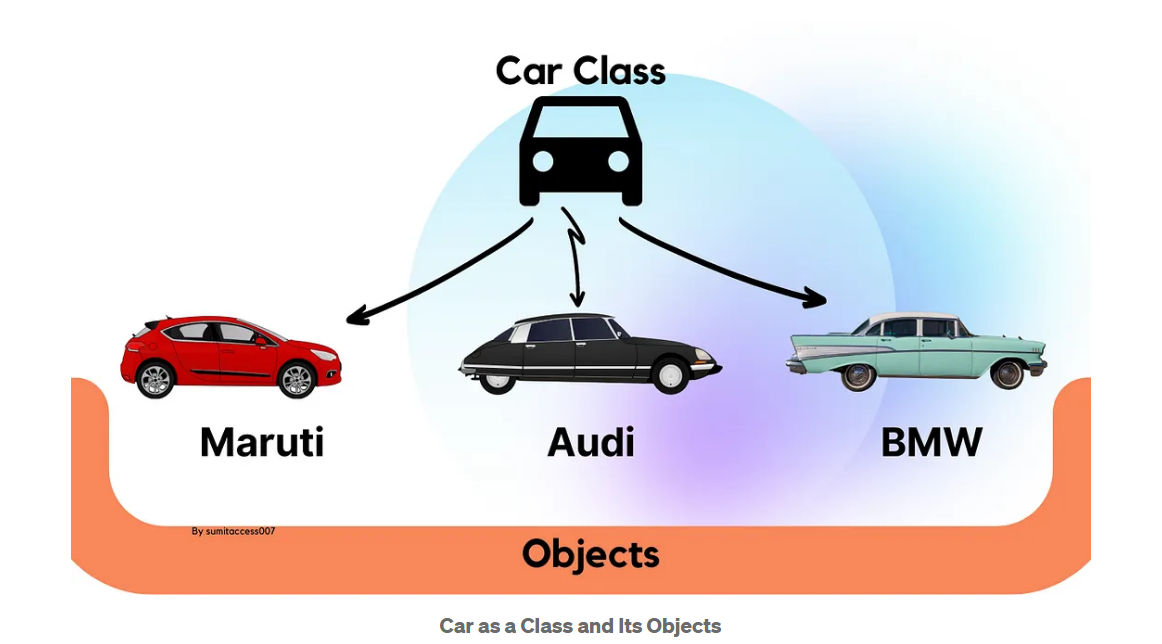 Car Class
Maruti
Audi
BMW
By sumitaccess007
Objects
Car as a Class and Its Objects